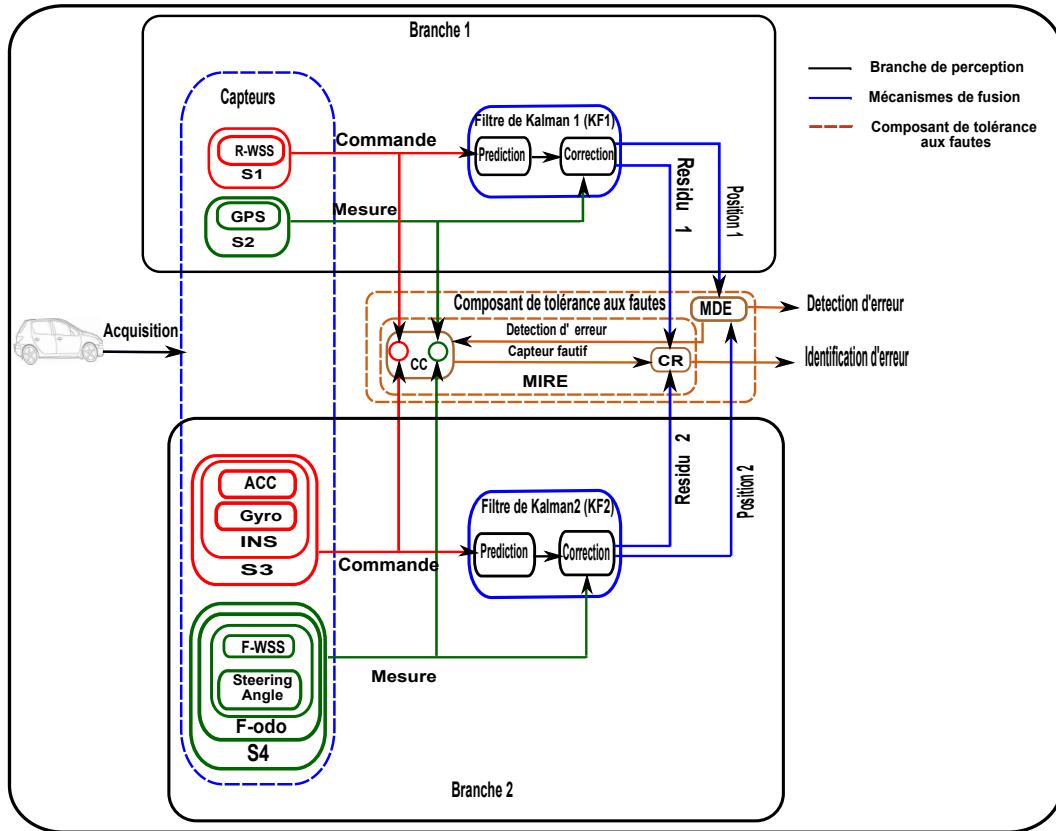 Branche 1
Capteurs
R-WSS
S1
GPS
S2
Commande
Mesure
Filtre de Kalman 1 (KF1)
Prediction
Correction
Residu 1
Position 1
Branche de perception
Mécanismes de fusion
Composant de tolérance
aux fautes
Acquisition
Composant de tolérance aux fautes
MDE
Detection d'erreur
Detection d' erreur
Capteur fautif
CC
CR
MIRE
Identification d'erreur
ACC
Gyro
INS
S3
Commande
Filtre de Kalman2 (KF2)
Prediction
Correction
Residu 2
Position 2
F-WSS
Steering
Angle
F-odo
S4
Mesure
Branche 2